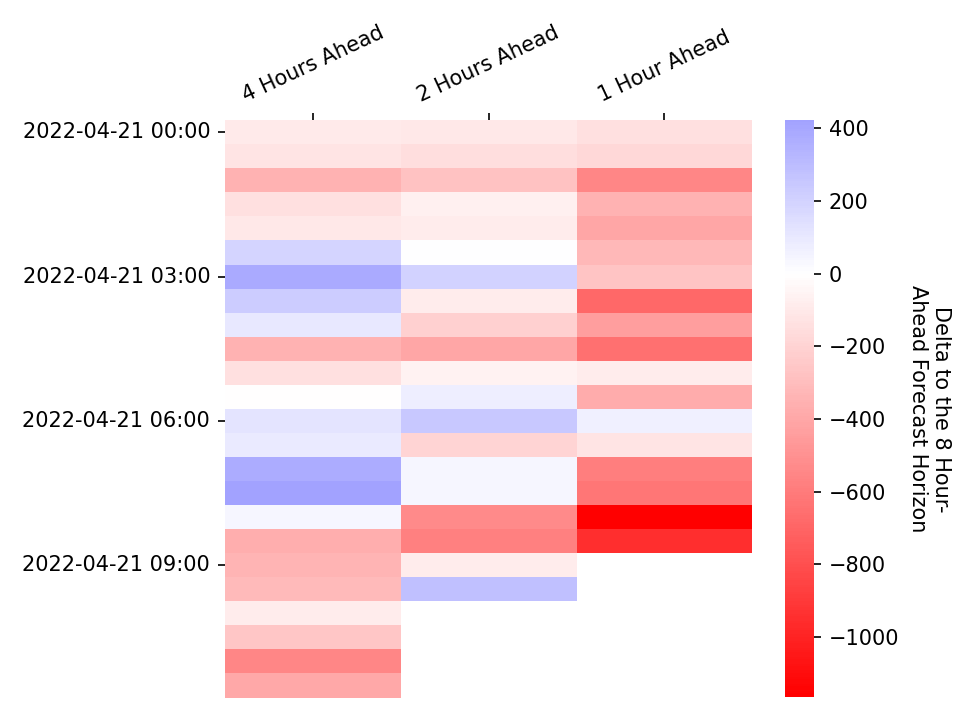 4 Hours Ahead
2 Hours Ahead
1 Hour Ahead
2022-04-21 00:00
2022-04-21 03:00
2022-04-21 06:00
2022-04-21 09:00
400
200
0
−200
−400
−600
−800
−1000
Delta to the 8 Hour-
Ahead Forecast Horizon